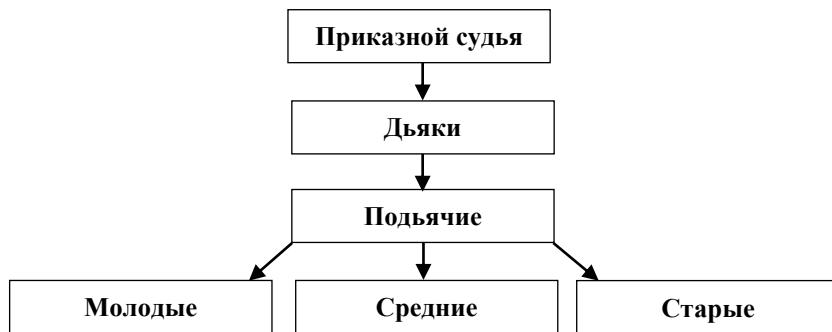 Приказной судья
Дьяки
Подьячие
Молодые
Средние
Старые